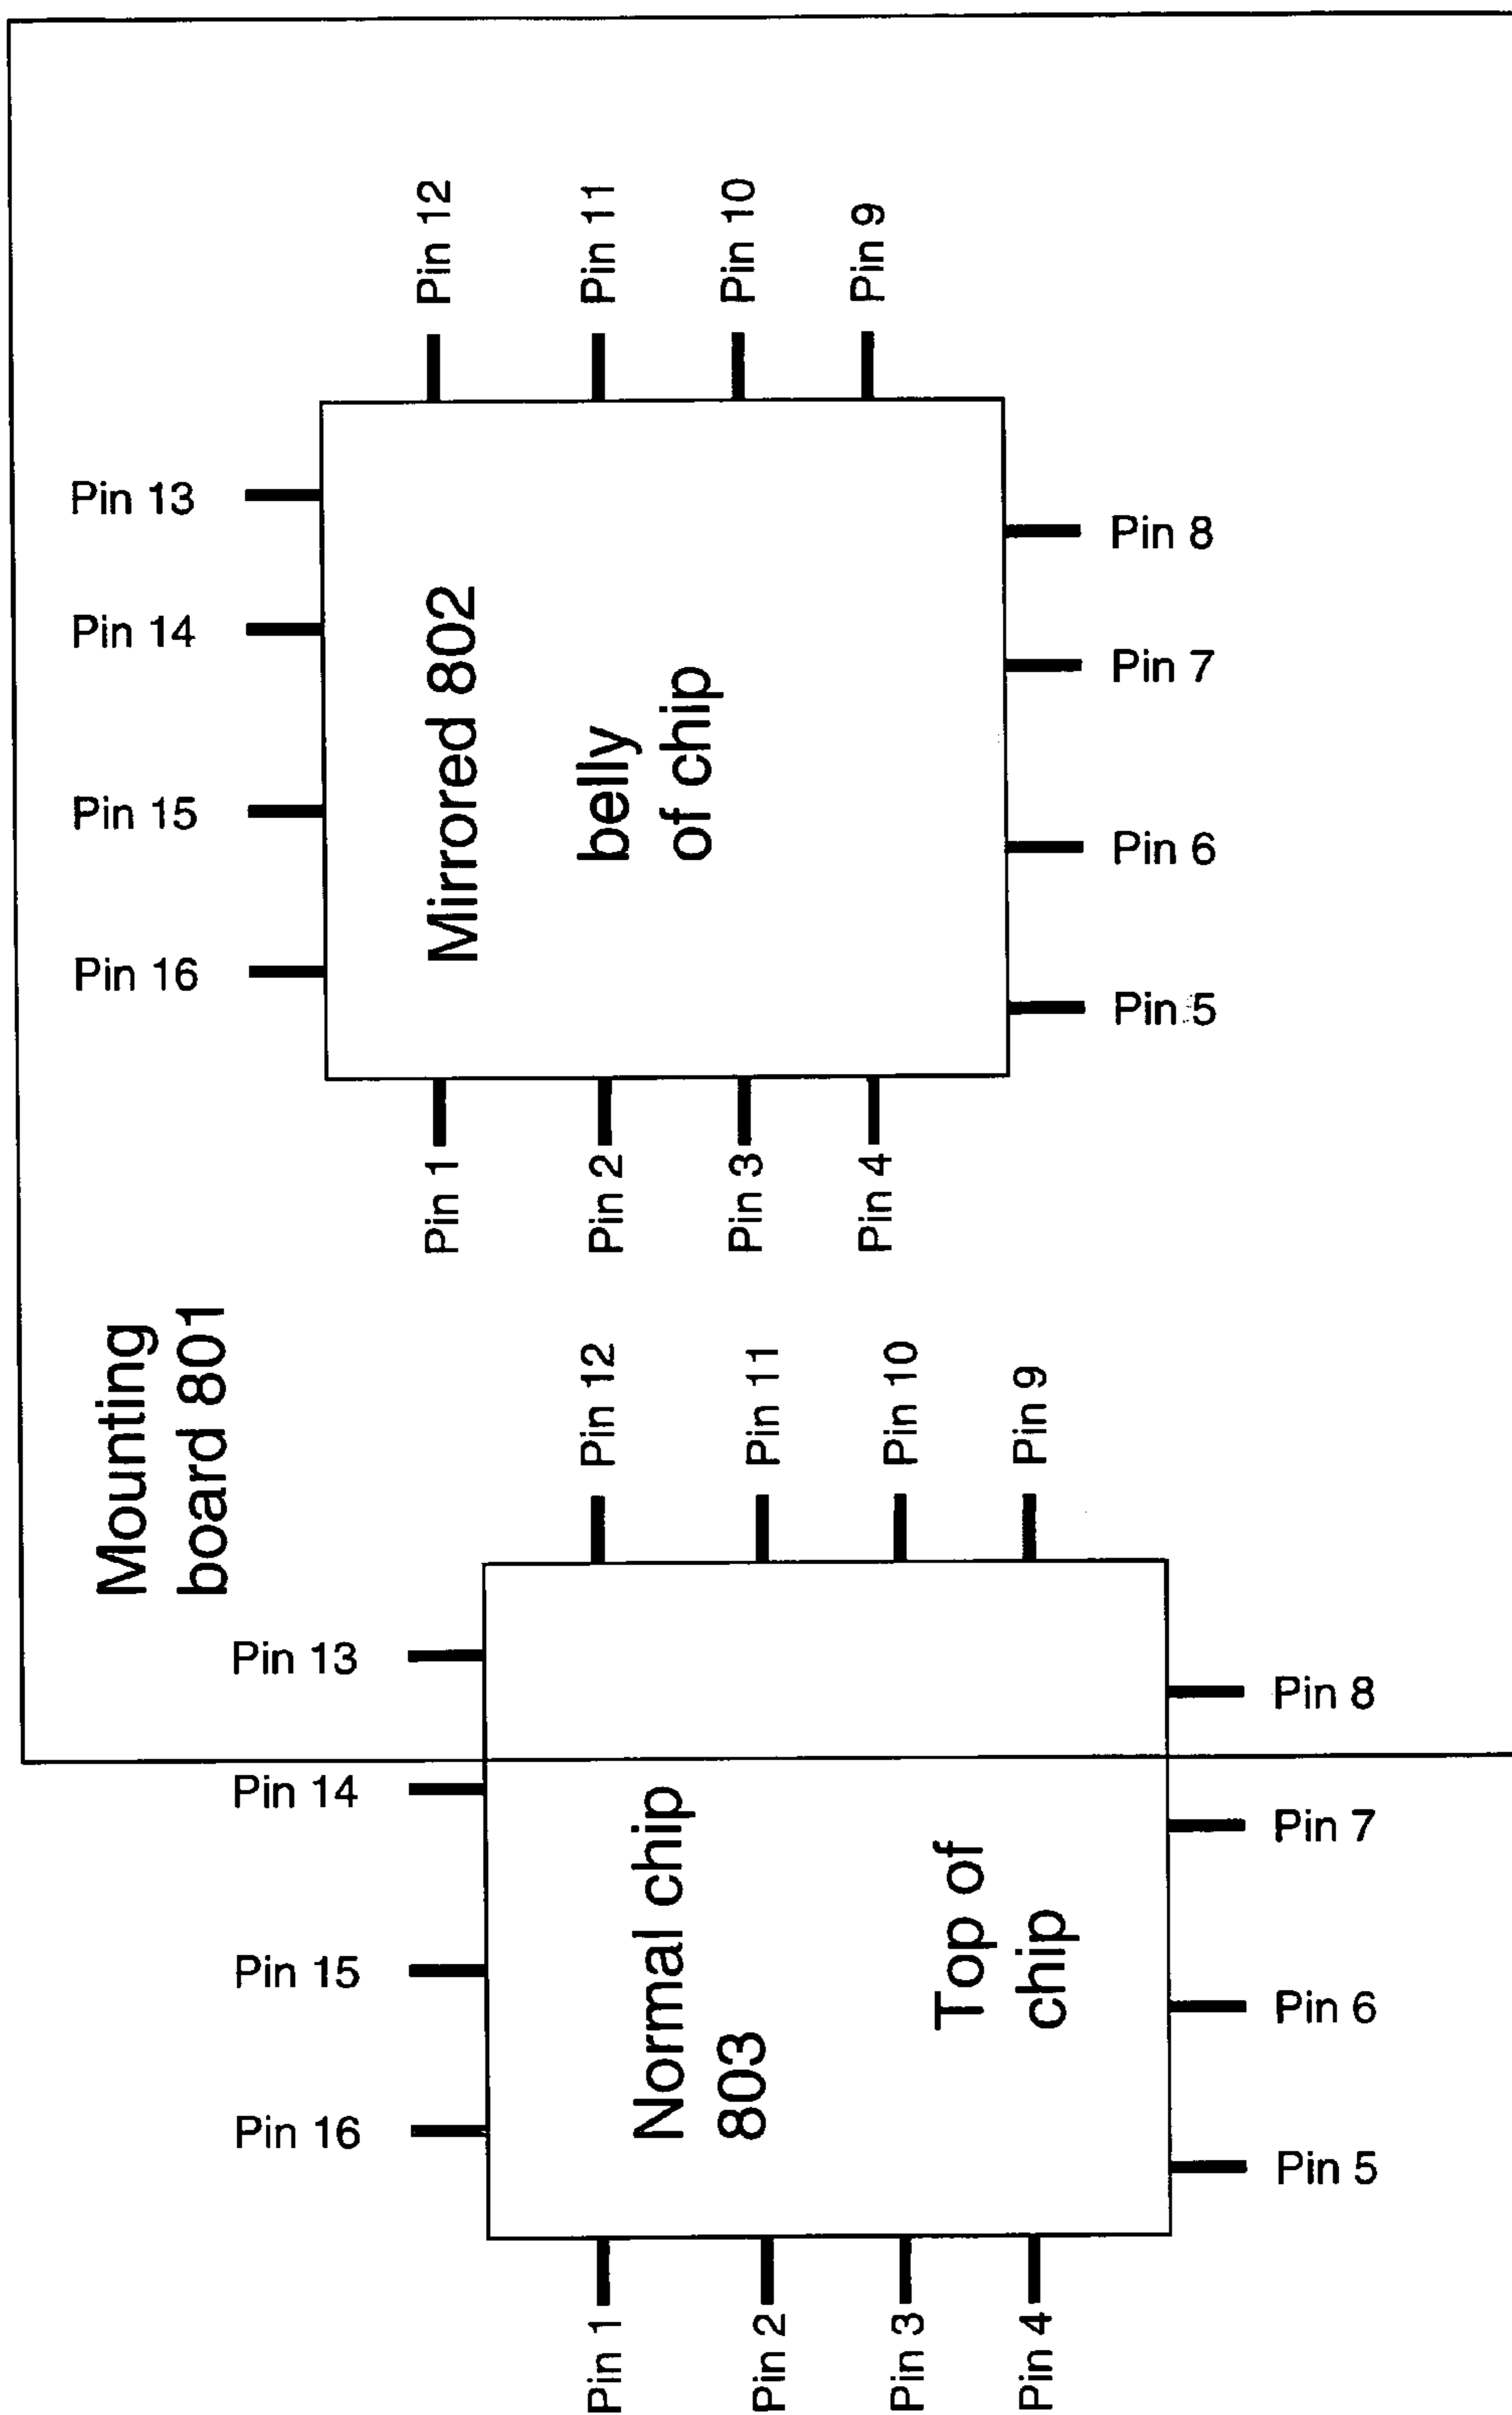 Mounting
board 801
Pin 13
Pin 14
Pin 15
Pin 16
Pin 12
Pin 11
Pin 10
Pin 9
Mirrored 802
belly
of chip
Pin 8
Pin 7
Pin 6
Pin 5
Pin 1
Pin 2
Pin 3
Pin 4
Pin 12
Pin 11
Pin 10
Pin 9
Pin 13
Pin 14
Pin 15
Pin 16
Normal chip
803
Top of
chip
Pin 8
Pin 7
Pin 6
Pin 5
Pin 1
Pin 2
Pin 3
Pin 4